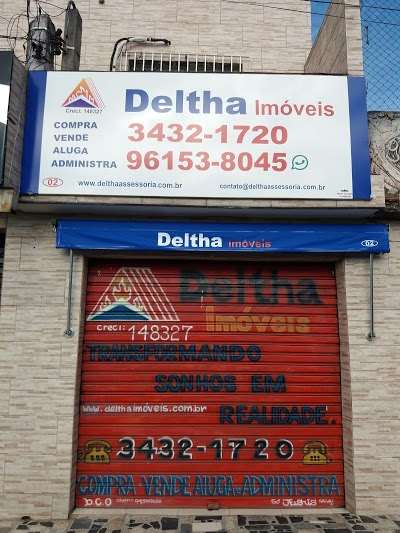 Deltha Imóveis
Creci: 148327
COMPRA
VENDE
ALUGA
ADMINISTRA
3432-1720
96153-8045
02
www.delthaassessoria.com.br
contato@delthaassessoria.com.br
Deltha imóveis
02
Deltha
Imóveis
creci: 148327
TRANSFORMANDO
SONHOS EM
www.delthaimóveis.com.br
REALIDADE.
3432-1720
COMPRA VENDE ALUGA ADMINISTRA